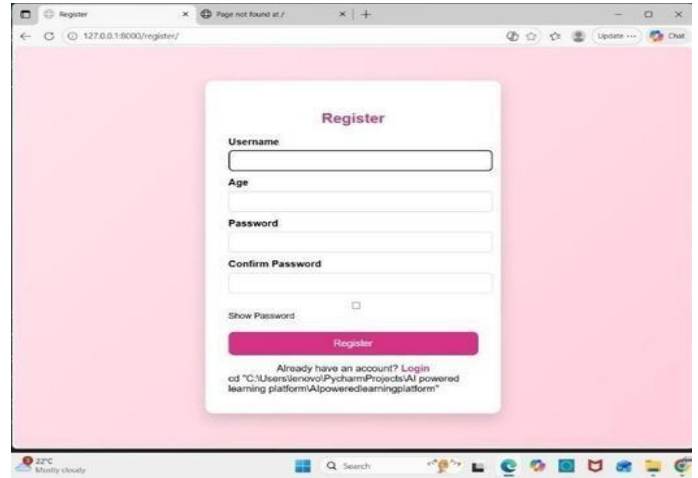 Register
Page not found at /
127.0.0.1:8000/register/
Update
Chat
Register
Username
Age
Password
Confirm Password
Show Password
Register
Already have an account? Login
cd "C:\Users\lenovo\PycharmProjects\AI powered
learning platform\AIpoweredlearningplatform"
22°C
Mostly cloudy
Search